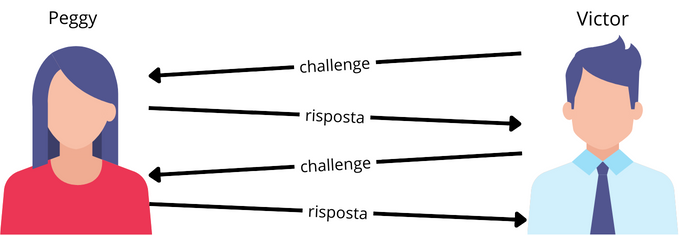 Peggy
Victor
challenge
risposta
challenge
risposta